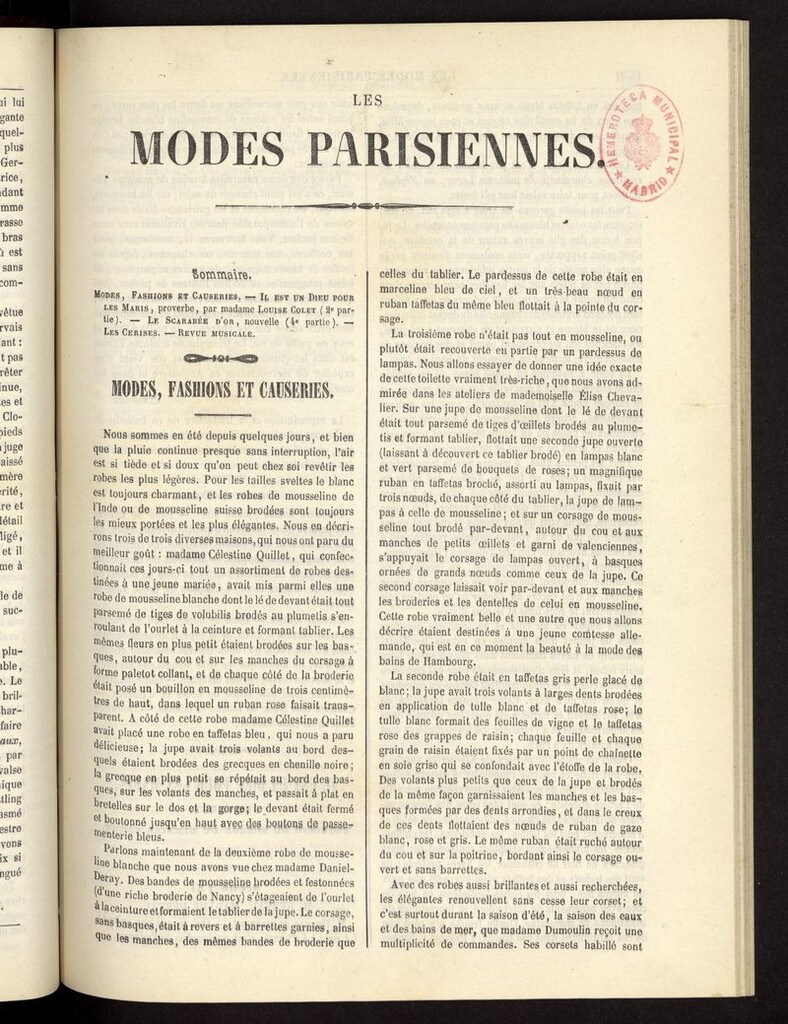 LES
MODES PARISIENNES.
HEMEROTECA MUNICIPAL
★ MADRID ★
Sommaire.
Modes, Fashions et Causeries. — Il est un Dieu pour
les Maris, proverbe, par madame Louise Colet (2e par-
tie). — Le Scarabée d'or, nouvelle (4e partie). —
Les Cerises. — Revue musicale.
MODES, FASHIONS ET CAUSERIES.
Nous sommes en été depuis quelques jours, et bien
que la pluie continue presque sans interruption, l'air
est si tiède et si doux qu'on peut chez soi revêtir les
robes les plus légères. Pour les tailles sveltes le blanc
est toujours charmant, et les robes de mousseline de
l'Inde ou de mousseline suisse brodées sont toujours
les mieux portées et les plus élégantes. Nous en décri-
rons trois de trois diverses maisons, qui nous ont paru du
meilleur goût : madame Célestine Quillet, qui confec-
tionnait ces jours-ci tout un assortiment de robes des-
tinées à une jeune mariée, avait mis parmi elles une
robe de mousseline blanche dont le lé de devant était tout
parsemé de tiges de volubilis brodés au plumetis s'en-
roulant de l'ourlet à la ceinture et formant tablier. Les
mêmes fleurs en plus petit étaient brodées sur les bas-
ques, autour du cou et sur les manches du corsage à
forme paletot collant, et de chaque côté de la broderie
était posé un bouillon en mousseline de trois centimè-
tres de haut, dans lequel un ruban rose faisait trans-
parent. A côté de cette robe madame Célestine Quillet
avait placé une robe en taffetas bleu, qui nous a paru
délicieuse; la jupe avait trois volants au bord des-
quels étaient brodées des grecques en chenille noire;
la grecque en plus petit se répétait au bord des bas-
ques, sur les volants des manches, et passait à plat en
bretelles sur le dos et la gorge; le devant était fermé
et boutonné jusqu'en haut avec des boutons de passe-
menterie bleus.
Parlons maintenant de la deuxième robe de mousse-
line blanche que nous avons vue chez madame Daniel-
Deray. Des bandes de mousseline brodées et festonnées
(d'une riche broderie de Nancy) s'étageaient de l'ourlet
à la ceinture et formaient le tablier de la jupe. Le corsage,
sans basques, était à revers et à barrettes garnies, ainsi
que les manches, des mêmes bandes de broderie que
celles du tablier. Le pardessus de cette robe était en
marceline bleu de ciel, et un très-beau nœud en
ruban taffetas du même bleu flottait à la pointe du cor-
sage.
La troisième robe n'était pas tout en mousseline, ou
plutôt était recouverte en partie par un pardessus de
lampas. Nous allons essayer de donner une idée exacte
de cette toilette vraiment très-riche, que nous avons ad-
mirée dans les ateliers de mademoiselle Élise Cheva-
lier. Sur une jupe de mousseline dont le lé de devant
était tout parsemé de tiges d'œillets brodés au plume-
tis et formant tablier, flottait une seconde jupe ouverte
(laissant à découvert ce tablier brodé) en lampas blanc
et vert parsemé de bouquets de roses; un magnifique
ruban en taffetas broché, assorti au lampas, fixait par
trois nœuds, de chaque côté du tablier, la jupe de lam-
pas à celle de mousseline; et sur un corsage de mous-
seline tout brodé par-devant, autour du cou et aux
manches de petits œillets et garni de valenciennes,
s'appuyait le corsage de lampas ouvert, à basques
ornées de grands nœuds comme ceux de la jupe. Ce
second corsage laissait voir par-devant et aux manches
les broderies et les dentelles de celui en mousseline.
Cette robe vraiment belle et une autre que nous allons
décrire étaient destinées à une jeune comtesse alle-
mande, qui est en ce moment la beauté à la mode des
bains de Hambourg.
La seconde robe était en taffetas gris perle glacé de
blanc; la jupe avait trois volants à larges dents brodées
en application de tulle blanc et de taffetas rose; le
tulle blanc formait des feuilles de vigne et le taffetas
rose des grappes de raisin; chaque feuille et chaque
grain de raisin étaient fixés par un point de chaînette
en soie grise qui se confondait avec l'étoffe de la robe.
Des volants plus petits que ceux de la jupe et brodés
de la même façon garnissaient les manches et les bas-
ques formées par des dents arrondies, et dans le creux
de ces dents flottaient des nœuds de ruban de gaze
blanc, rose et gris. Le même ruban était ruché autour
du cou et sur la poitrine, bordant ainsi le corsage ou-
vert et sans barrettes.
Avec des robes aussi brillantes et aussi recherchées,
les élégantes renouvellent sans cesse leur corset; et
c'est surtout durant la saison d'été, la saison des eaux
et des bains de mer, que madame Dumoulin reçoit une
multiplicité de commandes. Ses corsets habillé sont